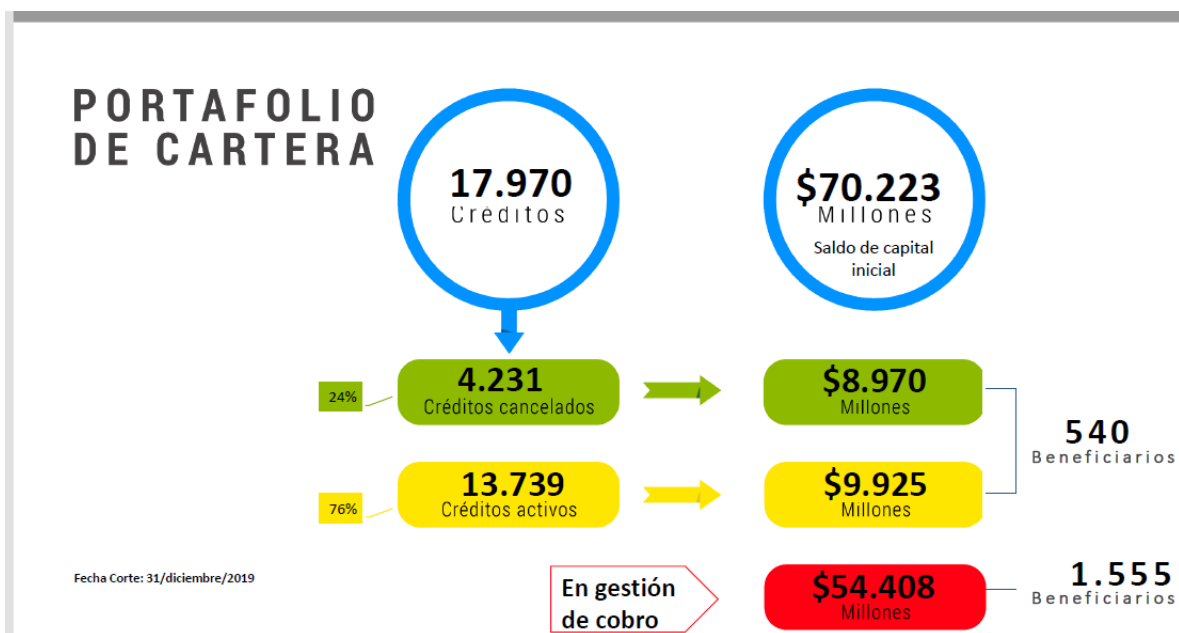 PORTAFOLIO
DE CARTERA
17.970
Créditos
$70.223
Millones
Saldo de capital
inicial
24%
4.231
Créditos cancelados
$8.970
Millones
540
Beneficiarios
76%
13.739
Créditos activos
$9.925
Millones
Fecha Corte: 31/diciembre/2019
En gestión
de cobro
$54.408
Millones
1.555
Beneficiarios